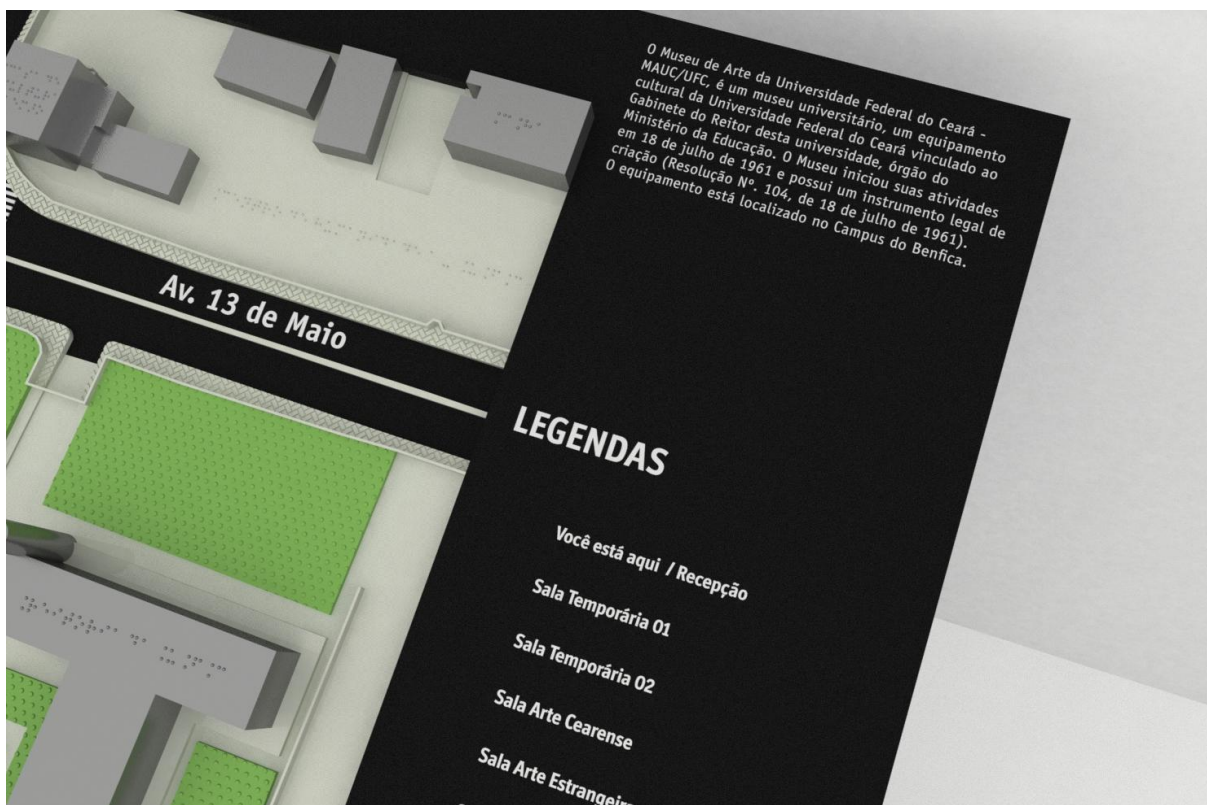 O Museu de Arte da Universidade Federal do Ceará -
MAUC/UFC, é um museu universitário, um equipamento
cultural da Universidade Federal do Ceará vinculado ao
Gabinete do Reitor desta universidade, órgão do
Ministério da Educação. O Museu iniciou suas atividades
em 18 de julho de 1961 e possui um instrumento legal de
criação (Resolução Nº. 104, de 18 de julho de 1961).
O equipamento está localizado no Campus do Benfica.
Av. 13 de Maio
LEGENDAS
Você está aqui / Recepção
Sala Temporária 01
Sala Temporária 02
Sala Arte Cearense
Sala Arte